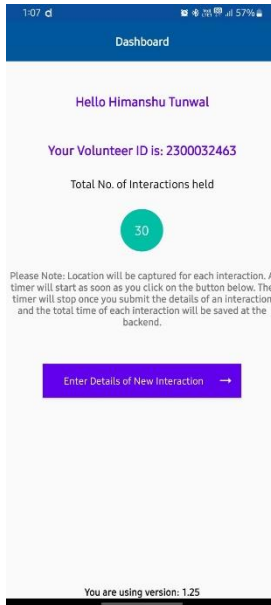 1:07 d 57%
Dashboard
Hello Himanshu Tunwal
Your Volunteer ID is: 2300032463
Total No. of Interactions held
30
Please Note: Location will be captured for each interaction. A
timer will start as soon as you click on the button below. The
timer will stop once you submit the details of an interaction
and the total time of each interaction will be saved at the
backend.
Enter Details of New Interaction →
You are using version: 1.25